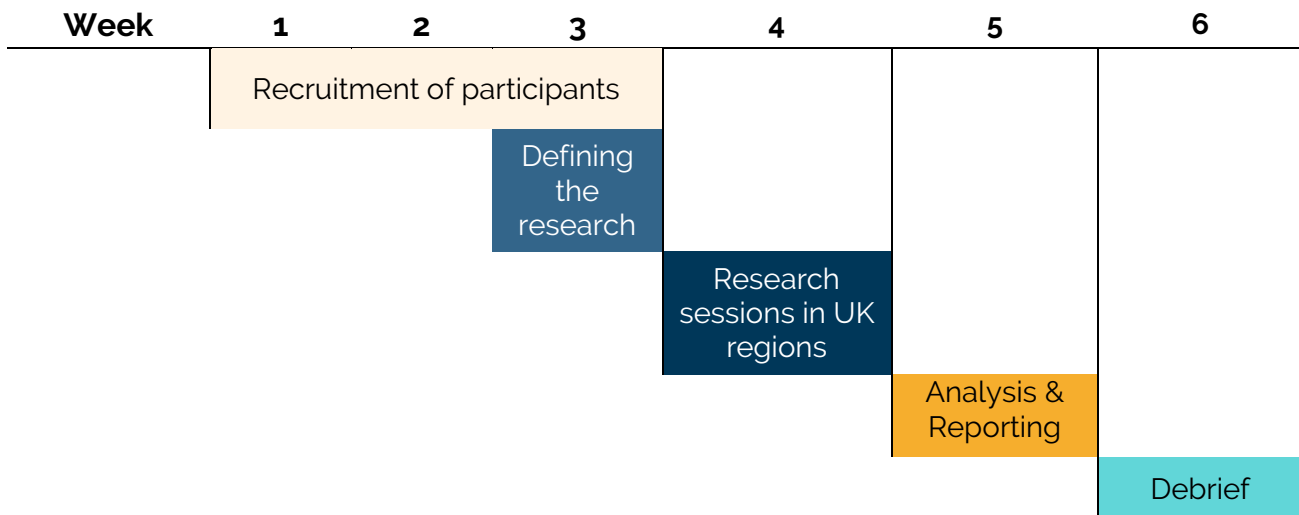 Week 1 2 3 4 5 6
Recruitment of participants
Defining
the
research
Research
sessions in UK
regions
Analysis &
Reporting
Debrief